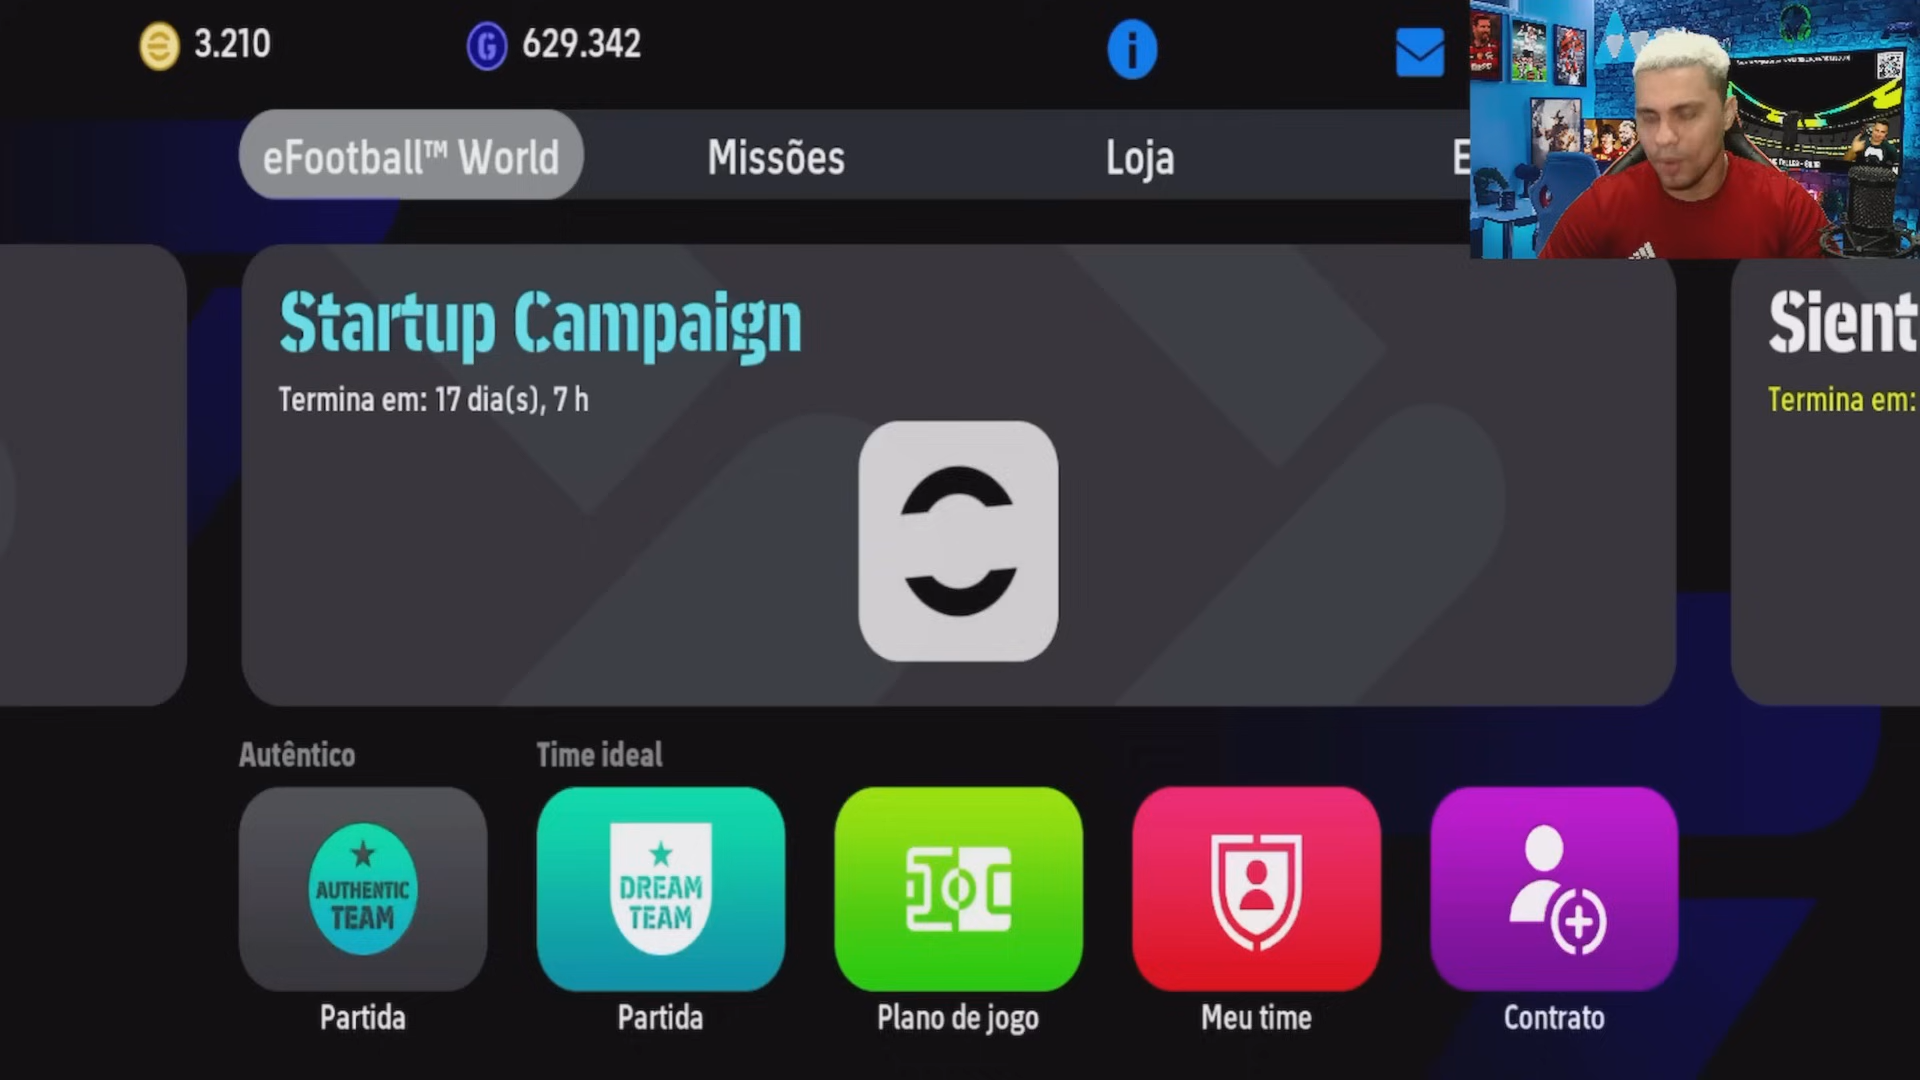 3.210
629.342
eFootball™ World
Missões
Loja
E
Startup Campaign
Termina em: 17 dia(s), 7 h
Sient
Termina em:
Autêntico
Time ideal
AUTHENTIC
TEAM
DREAM
TEAM
Partida
Partida
Plano de jogo
Meu time
Contrato